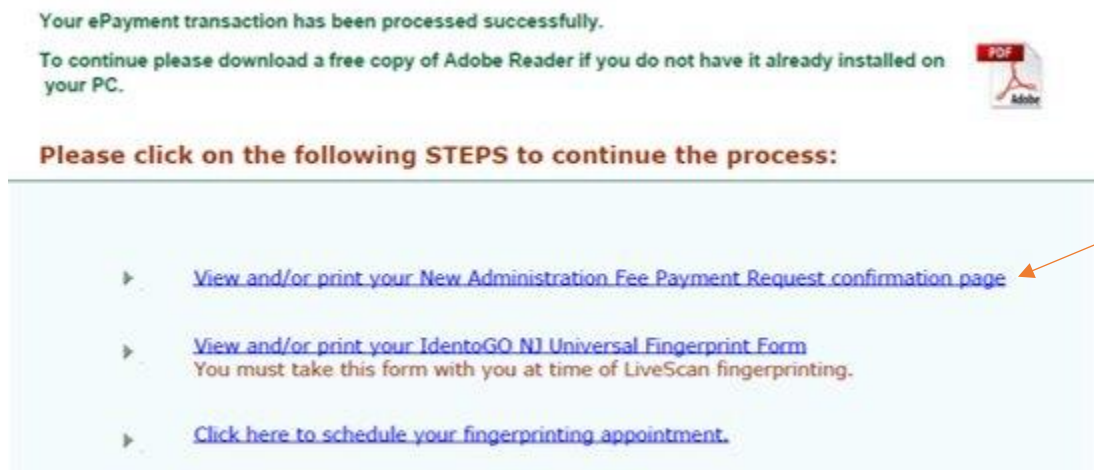 Your ePayment transaction has been processed successfully.
To continue please download a free copy of Adobe Reader if you do not have it already installed on
your PC.
PDF
Adobe
Please click on the following STEPS to continue the process:
View and/or print your New Administration Fee Payment Request confirmation page
View and/or print your IdentoGO NJ Universal Fingerprint Form
You must take this form with you at time of LiveScan fingerprinting.
Click here to schedule your fingerprinting appointment.